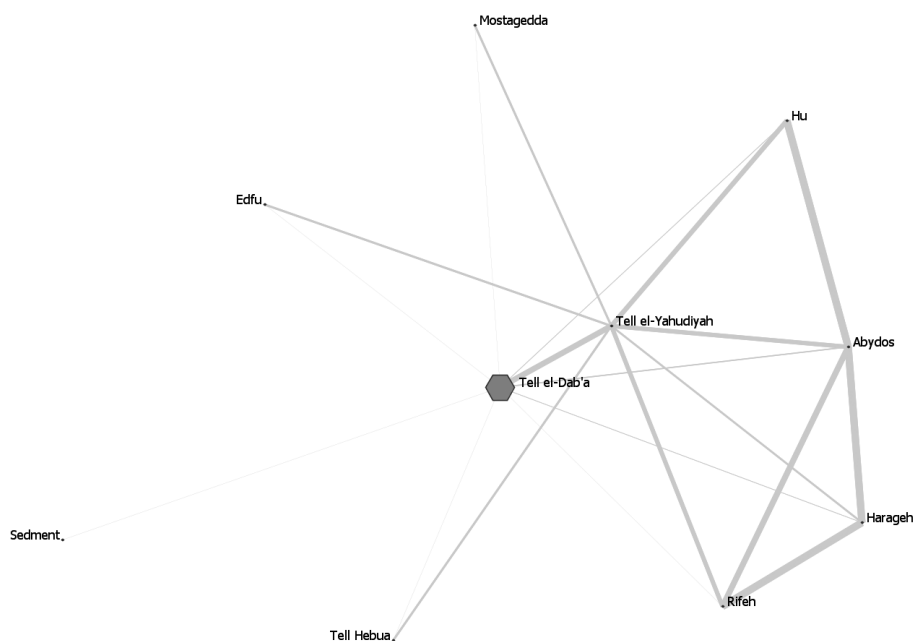 Mostagedda
Hu
Edfu
Tell el-Yahudiyah
Abydos
Tell el-Dab'a
Harageh
Sedment
Rifeh
Tell Hebua